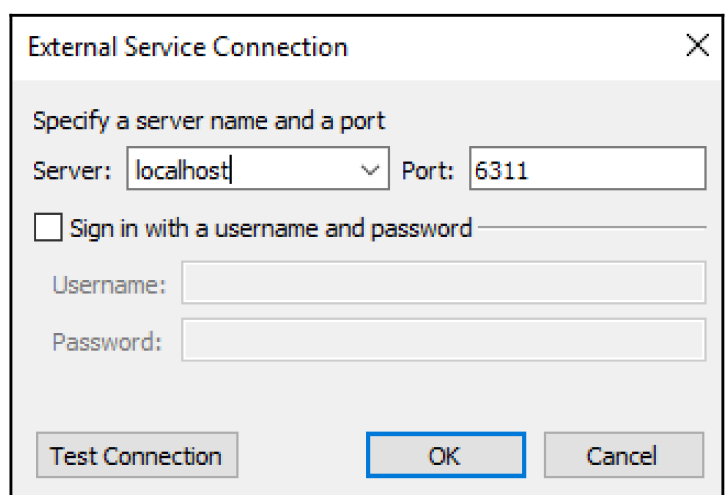 External Service Connection
Specify a server name and a port
Server: localhost Port: 6311
Sign in with a username and password
Username:
Password:
Test Connection OK Cancel